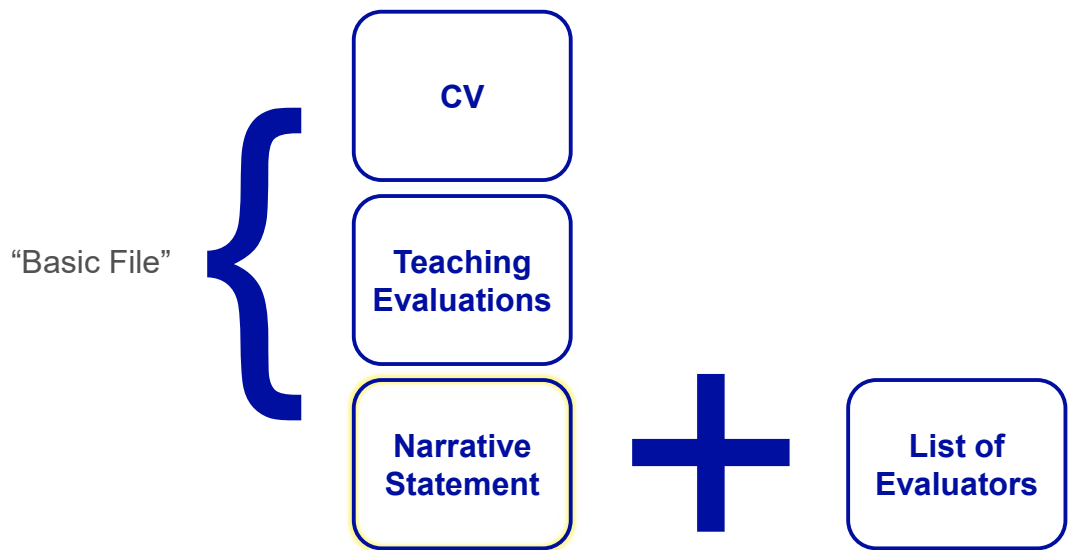 CV
“Basic File”
Teaching
Evaluations
Narrative
Statement
List of
Evaluators